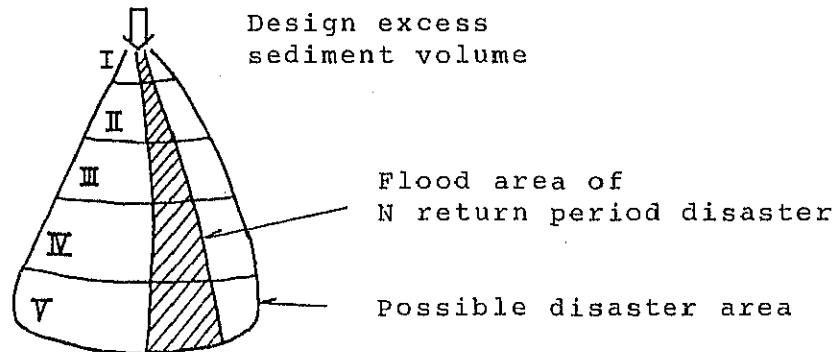 Design excess
sediment volume
I
II
III
Flood area of
N return period disaster
IV
V
Possible disaster area